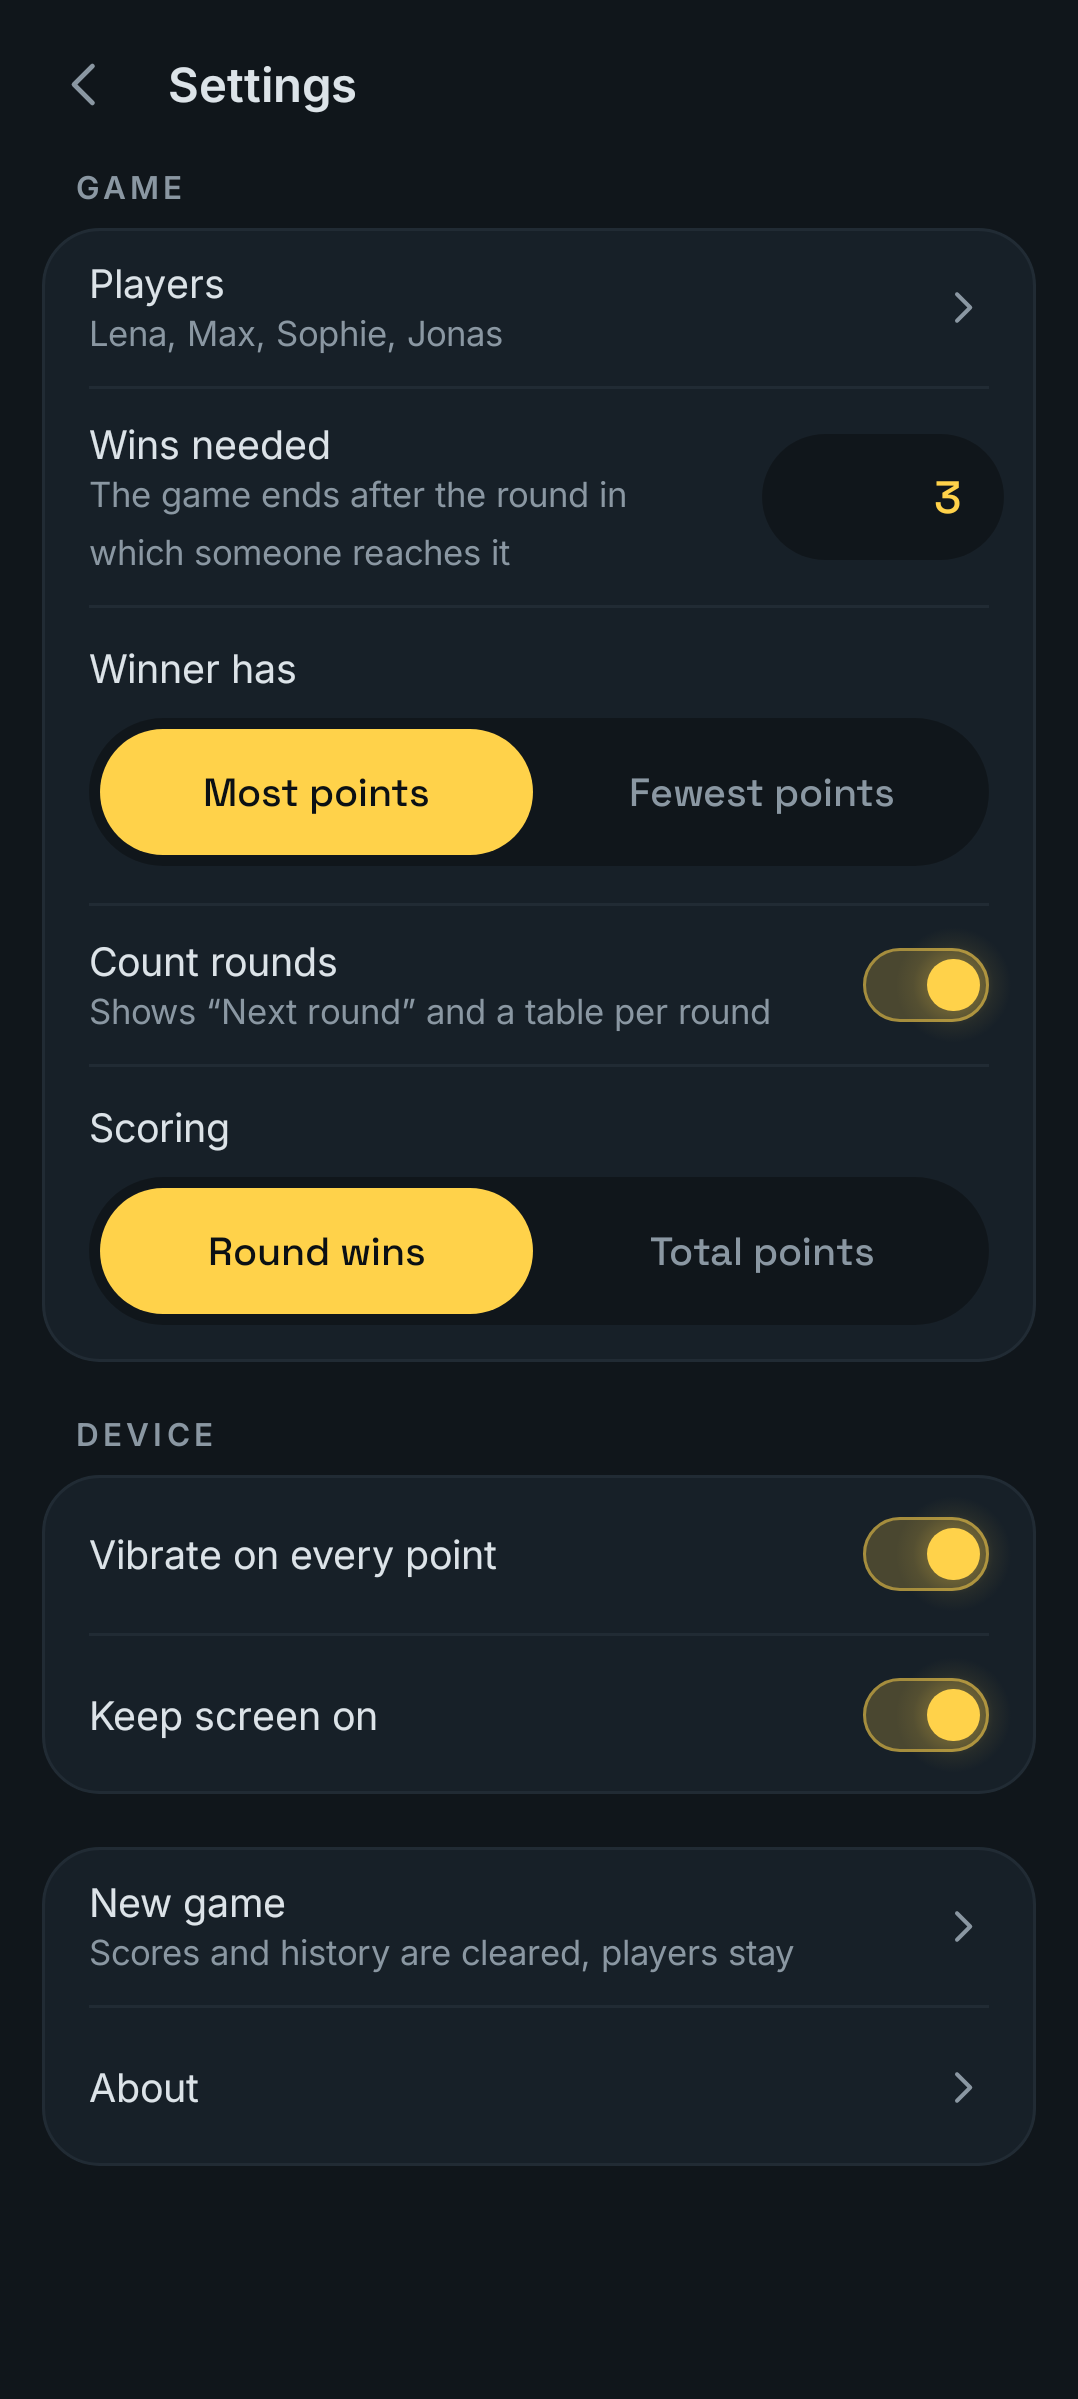 Settings
GAME
Players
Lena, Max, Sophie, Jonas
Wins needed
The game ends after the round in
which someone reaches it
3
Winner has
Most points
Fewest points
Count rounds
Shows “Next round” and a table per round
Scoring
Round wins
Total points
DEVICE
Vibrate on every point
Keep screen on
New game
Scores and history are cleared, players stay
About